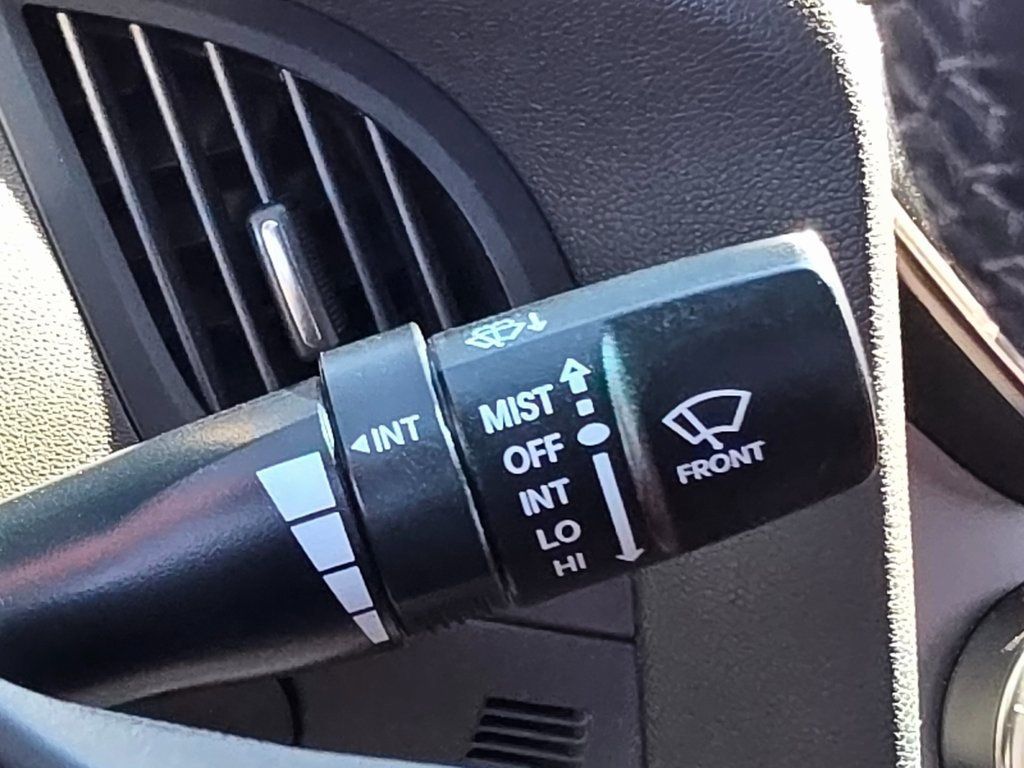 INT
MIST
OFF
INT
LO
HI
FRONT